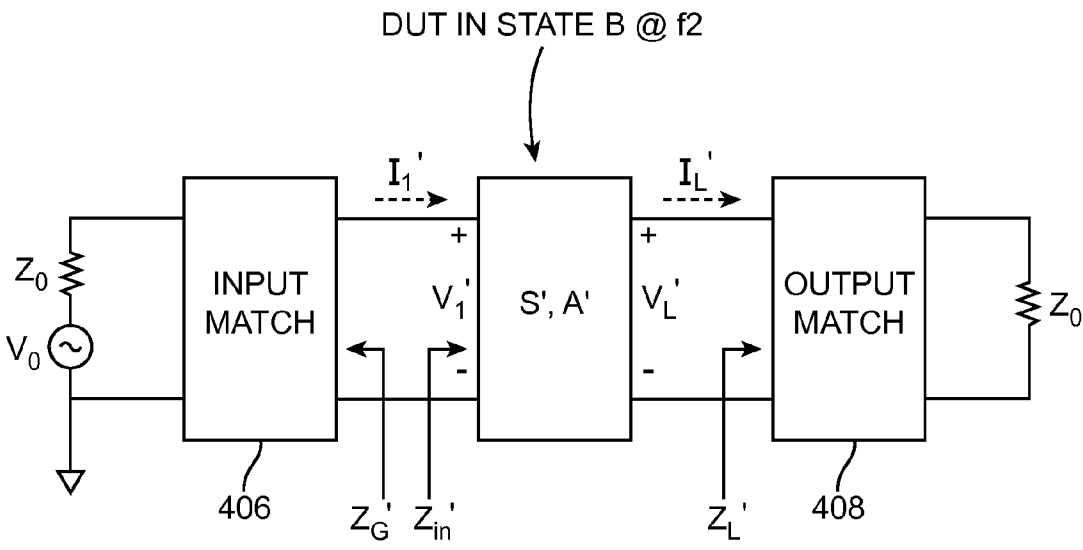 DUT IN STATE B @ f2
I1'
IL'
Z0
V0
INPUT
MATCH
+
V1'
-
S', A'
+
VL'
-
OUTPUT
MATCH
Z0
406
ZG'
Zin'
ZL'
408